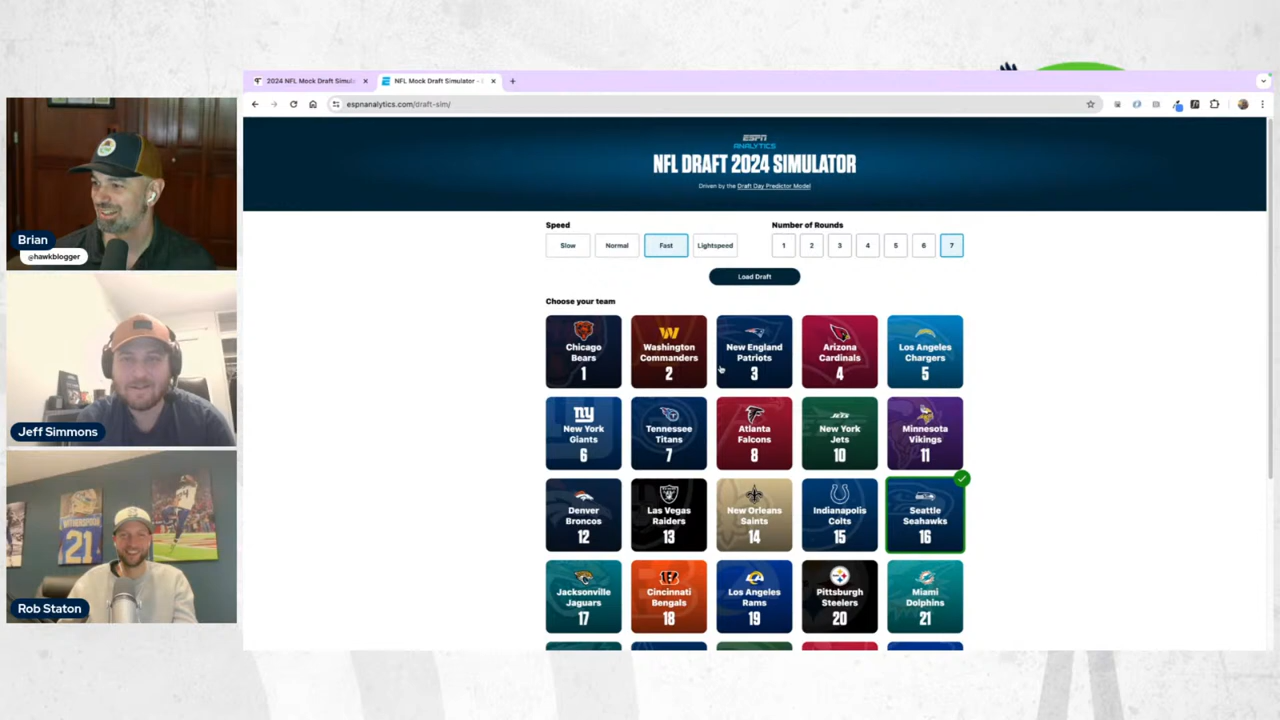 2024 NFL Mock Draft Simula
NFL Mock Draft Simulator -
espnanalytics.com/draft-sim/
ESPN
ANALYTICS
NFL DRAFT 2024 SIMULATOR
Driven by the Draft Day Predictor Model
Speed
Slow
Normal
Fast
Lightspeed
Number of Rounds
1
2
3
4
5
6
7
Load Draft
Choose your team
Chicago
Bears
1
Washington
Commanders
2
New England
Patriots
3
Arizona
Cardinals
4
Los Angeles
Chargers
5
ny
New York
Giants
6
Tennessee
Titans
7
Atlanta
Falcons
8
JETS
New York
Jets
10
Minnesota
Vikings
11
Denver
Broncos
12
Las Vegas
Raiders
13
New Orleans
Saints
14
Indianapolis
Colts
15
Seattle
Seahawks
16
Jacksonville
Jaguars
17
Cincinnati
Bengals
18
Los Angeles
Rams
19
Pittsburgh
Steelers
20
Miami
Dolphins
21
Brian
@hawkblogger
Jeff Simmons
WITHERSPOON
21
Rob Staton